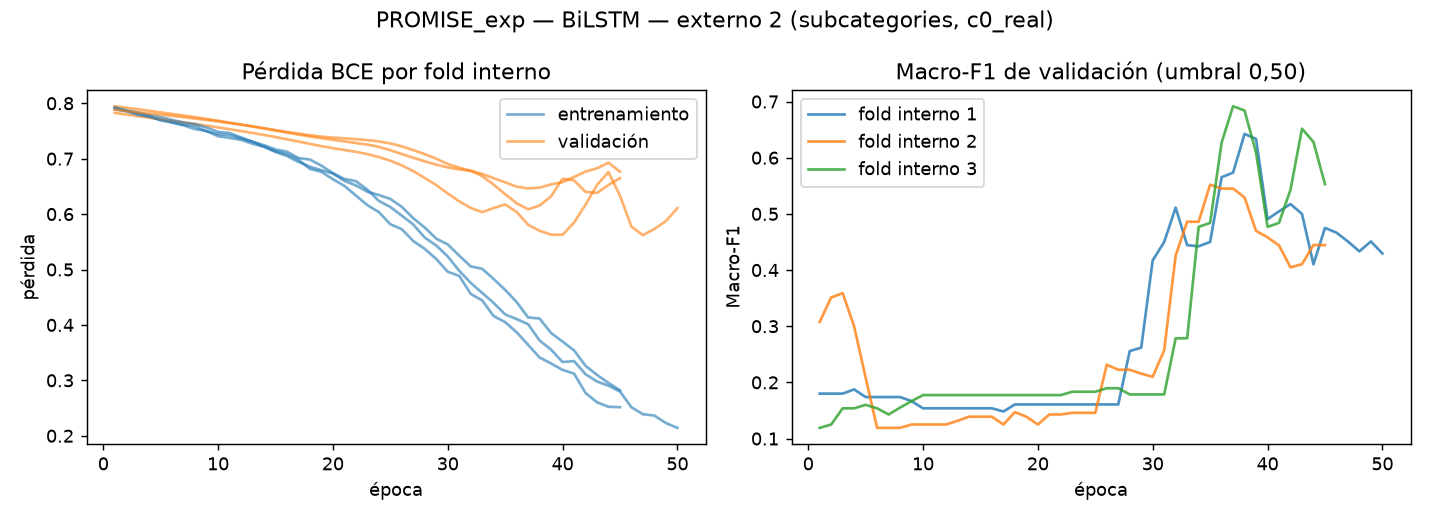 PROMISE_exp — BiLSTM — externo 2 (subcategories, c0_real)
Pérdida BCE por fold interno
pérdida
0.8
0.7
0.6
0.5
0.4
0.3
0.2
0
10
20
30
40
50
época
entrenamiento
validación
Macro-F1 de validación (umbral 0,50)
Macro-F1
0.7
0.6
0.5
0.4
0.3
0.2
0.1
0
10
20
30
40
50
época
fold interno 1
fold interno 2
fold interno 3